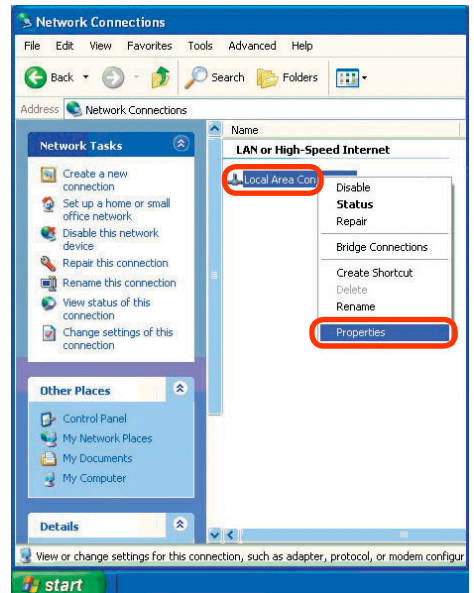 Network Connections
File Edit View Favorites Tools Advanced Help
Back Search Folders
Address Network Connections
Network Tasks
Create a new
connection
Set up a home or small
office network
Disable this network
device
Repair this connection
Rename this connection
View status of this
connection
Change settings of this
connection
Other Places
Control Panel
My Network Places
My Documents
My Computer
Details
Name
LAN or High-Speed Internet
Local Area Con
Disable
Status
Repair
Bridge Connections
Create Shortcut
Delete
Rename
Properties
View or change settings for this connection, such as adapter, protocol, or modem configur
start